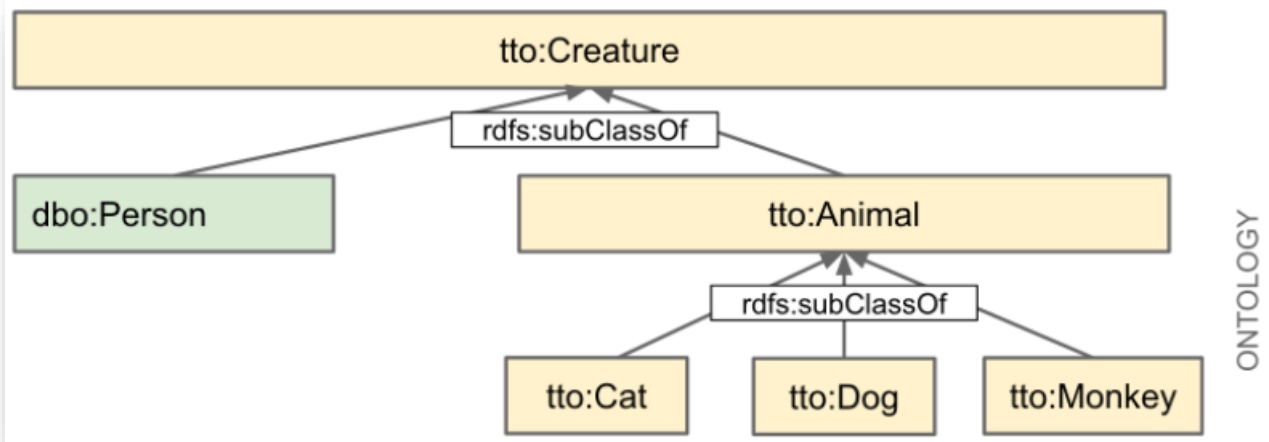 tto:Creature
rdfs:subClassOf
dbo:Person
tto:Animal
rdfs:subClassOf
tto:Cat
tto:Dog
tto:Monkey
ONTOLOGY